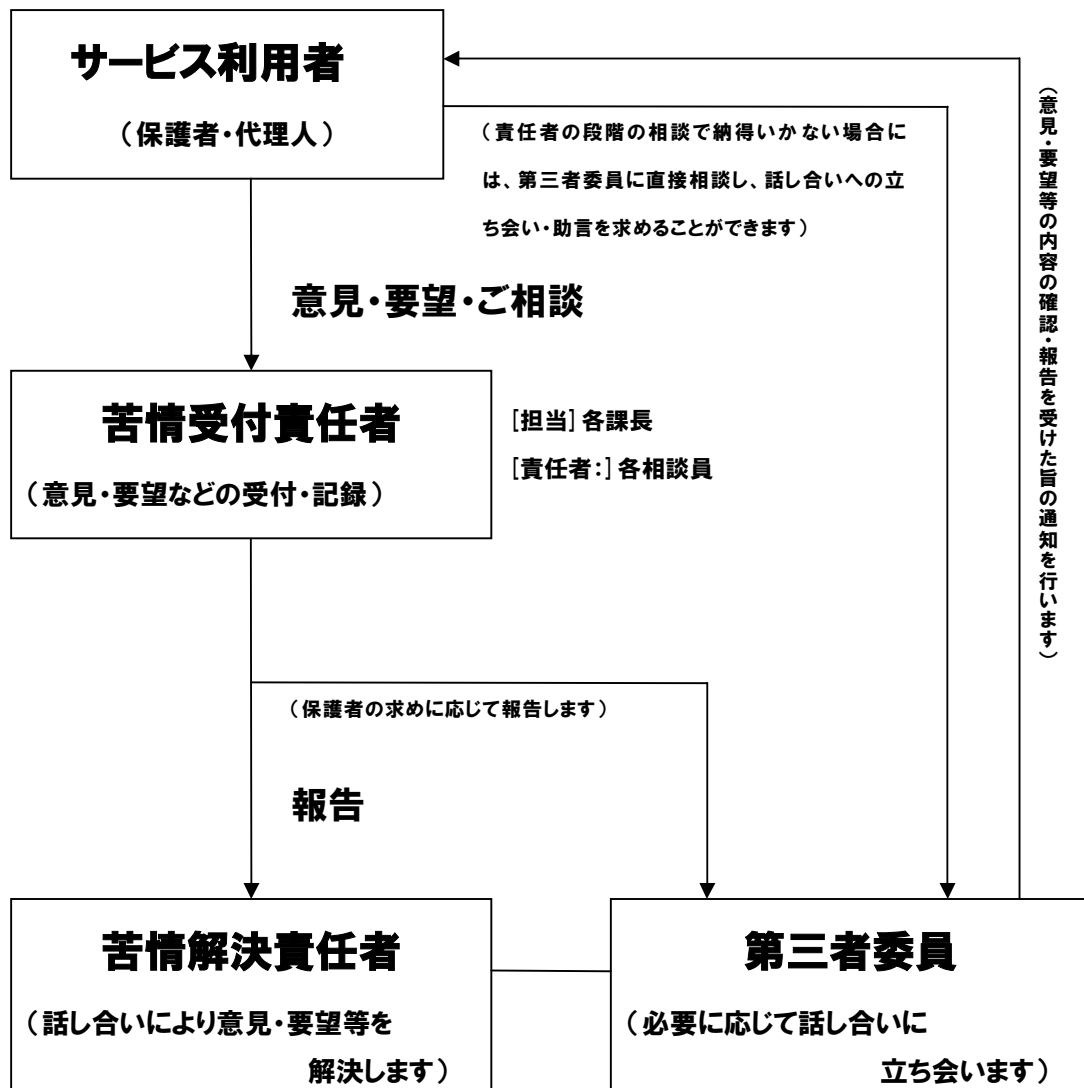 サービス利用者
（保護者・代理人）
（責任者の段階の相談で納得いかない場合に
は、第三者委員に直接相談し、話し合いへの立
ち会い・助言を求めることができます）
（意見・要望等の内容の確認・報告を受けた旨の通知を行います）
意見・要望・ご相談
苦情受付責任者
（意見・要望などの受付・記録）
[担当] 各課長
[責任者：] 各相談員
（保護者の求めに応じて報告します）
報告
苦情解決責任者
（話し合いにより意見・要望等を
解決します）
第三者委員
（必要に応じて話し合いに
立ち会います）